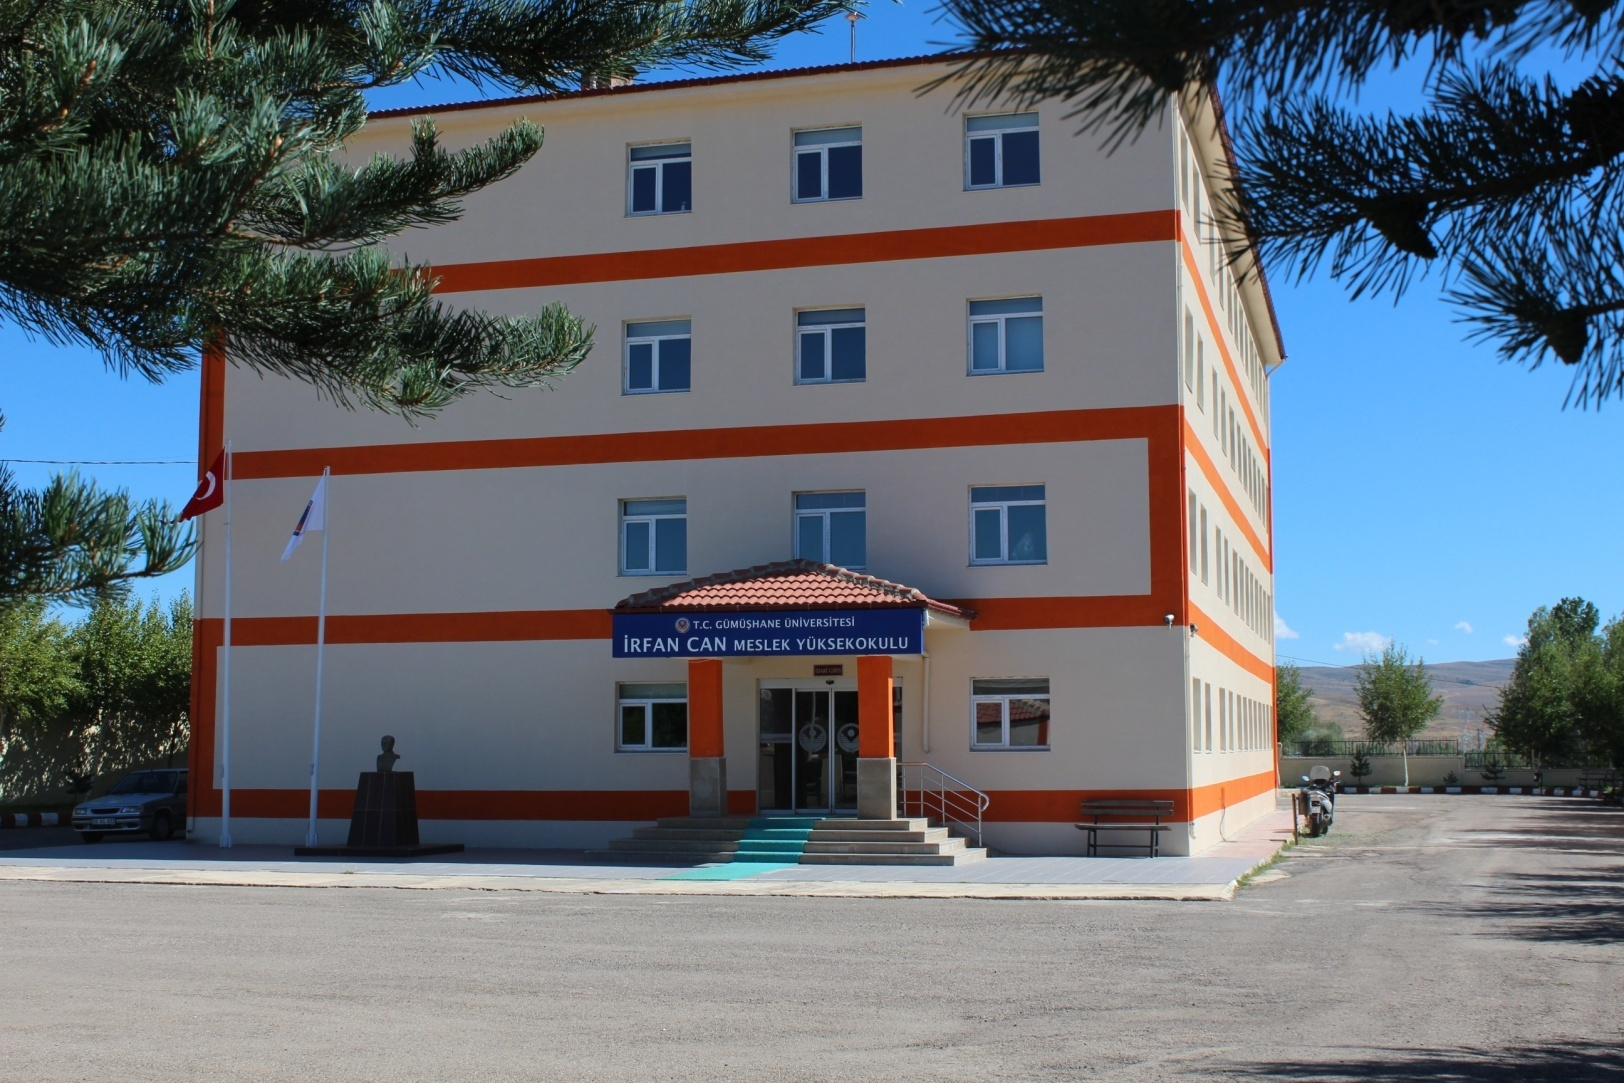 T.C. GÜMÜŞHANE ÜNİVERSİTESİ
İRFAN CAN MESLEK YÜKSEKOKULU